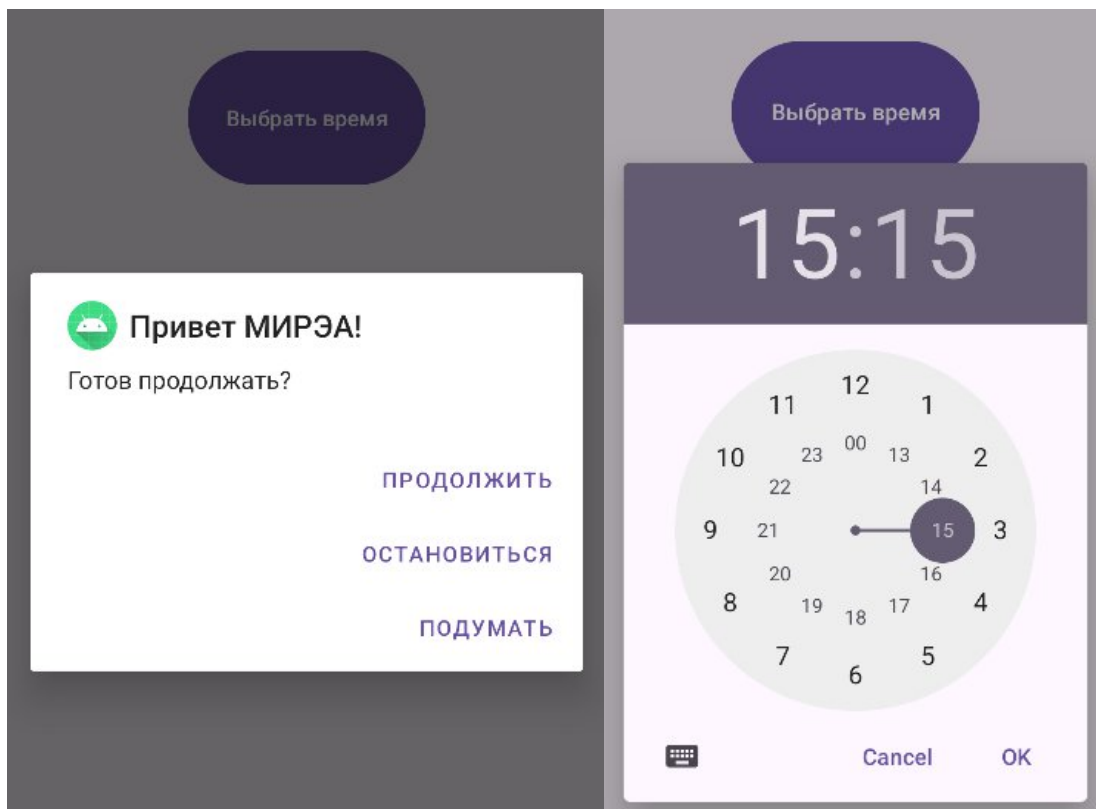 Выбрать время
Привет МИРЭА!
Готов продолжать?
ПРОДОЛЖИТЬ
ОСТАНОВИТЬСЯ
ПОДУМАТЬ
Выбрать время
15:15
12
11 1
00
10 23 13 2
22 14
9 21 15 3
20 16
8 19 17 4
18
7 5
6
Cancel OK